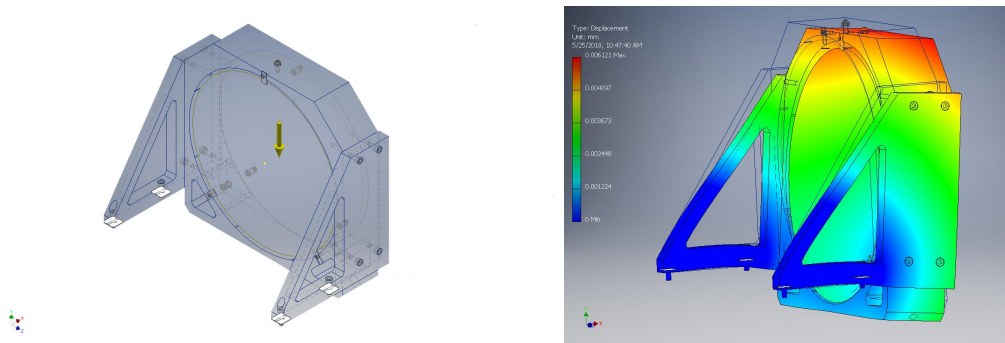 Type: Displacement
Unit: mm
5/25/2018, 10:47:40 AM
0.006121 Max
0.004897
0.003673
0.002448
0.001224
0 Min